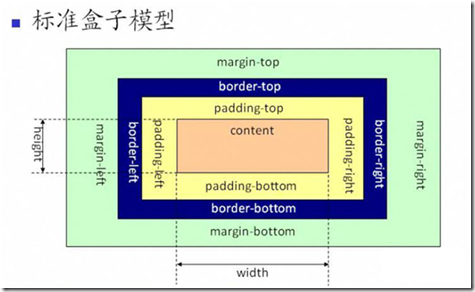 标准盒子模型
margin-top
border-top
padding-top
content
height
margin-left
border-left
padding-left
padding-right
border-right
margin-right
padding-bottom
border-bottom
margin-bottom
width